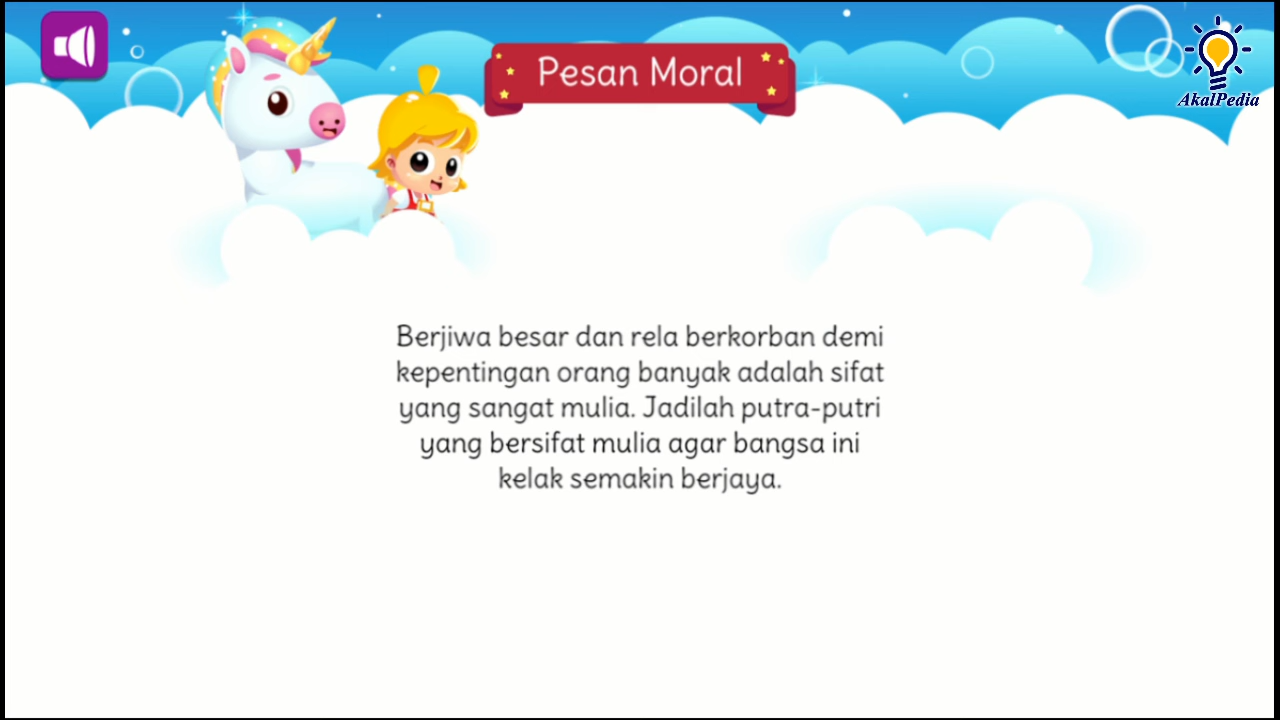 Pesan Moral
AkalPedia
Berjiwa besar dan rela berkorban demi
kepentingan orang banyak adalah sifat
yang sangat mulia. Jadilah putra-putri
yang bersifat mulia agar bangsa ini
kelak semakin berjaya.